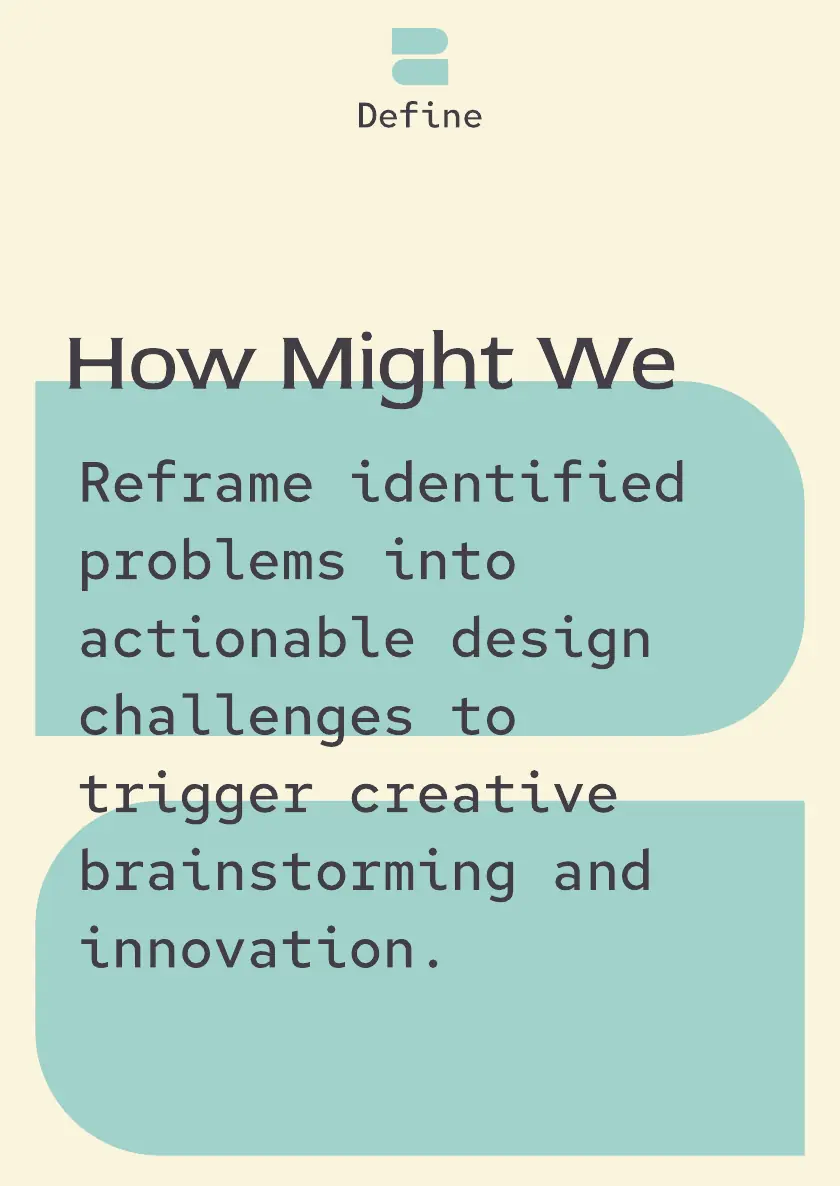 Define
How Might We
Reframe identified
problems into
actionable design
challenges to
trigger creative
brainstorming and
innovation.